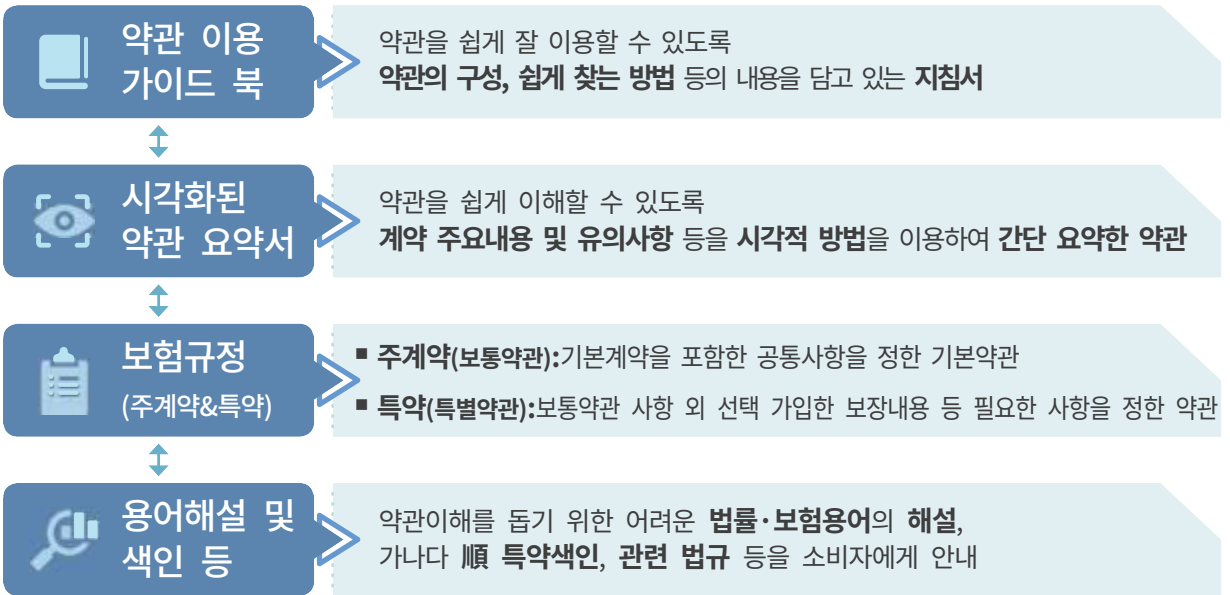 약관 이용
가이드 북
약관을 쉽게 잘 이용할 수 있도록
약관의 구성, 쉽게 찾는 방법 등의 내용을 담고 있는 지침서
시각화된
약관 요약서
약관을 쉽게 이해할 수 있도록
계약 주요내용 및 유의사항 등을 시각적 방법을 이용하여 간단 요약한 약관
보험규정
(주계약&특약)
▪ 주계약(보통약관):기본계약을 포함한 공통사항을 정한 기본약관
▪ 특약(특별약관):보통약관 사항 외 선택 가입한 보장내용 등 필요한 사항을 정한 약관
용어해설 및
색인 등
약관이해를 돕기 위한 어려운 법률·보험용어의 해설,
가나다 順 특약색인, 관련 법규 등을 소비자에게 안내